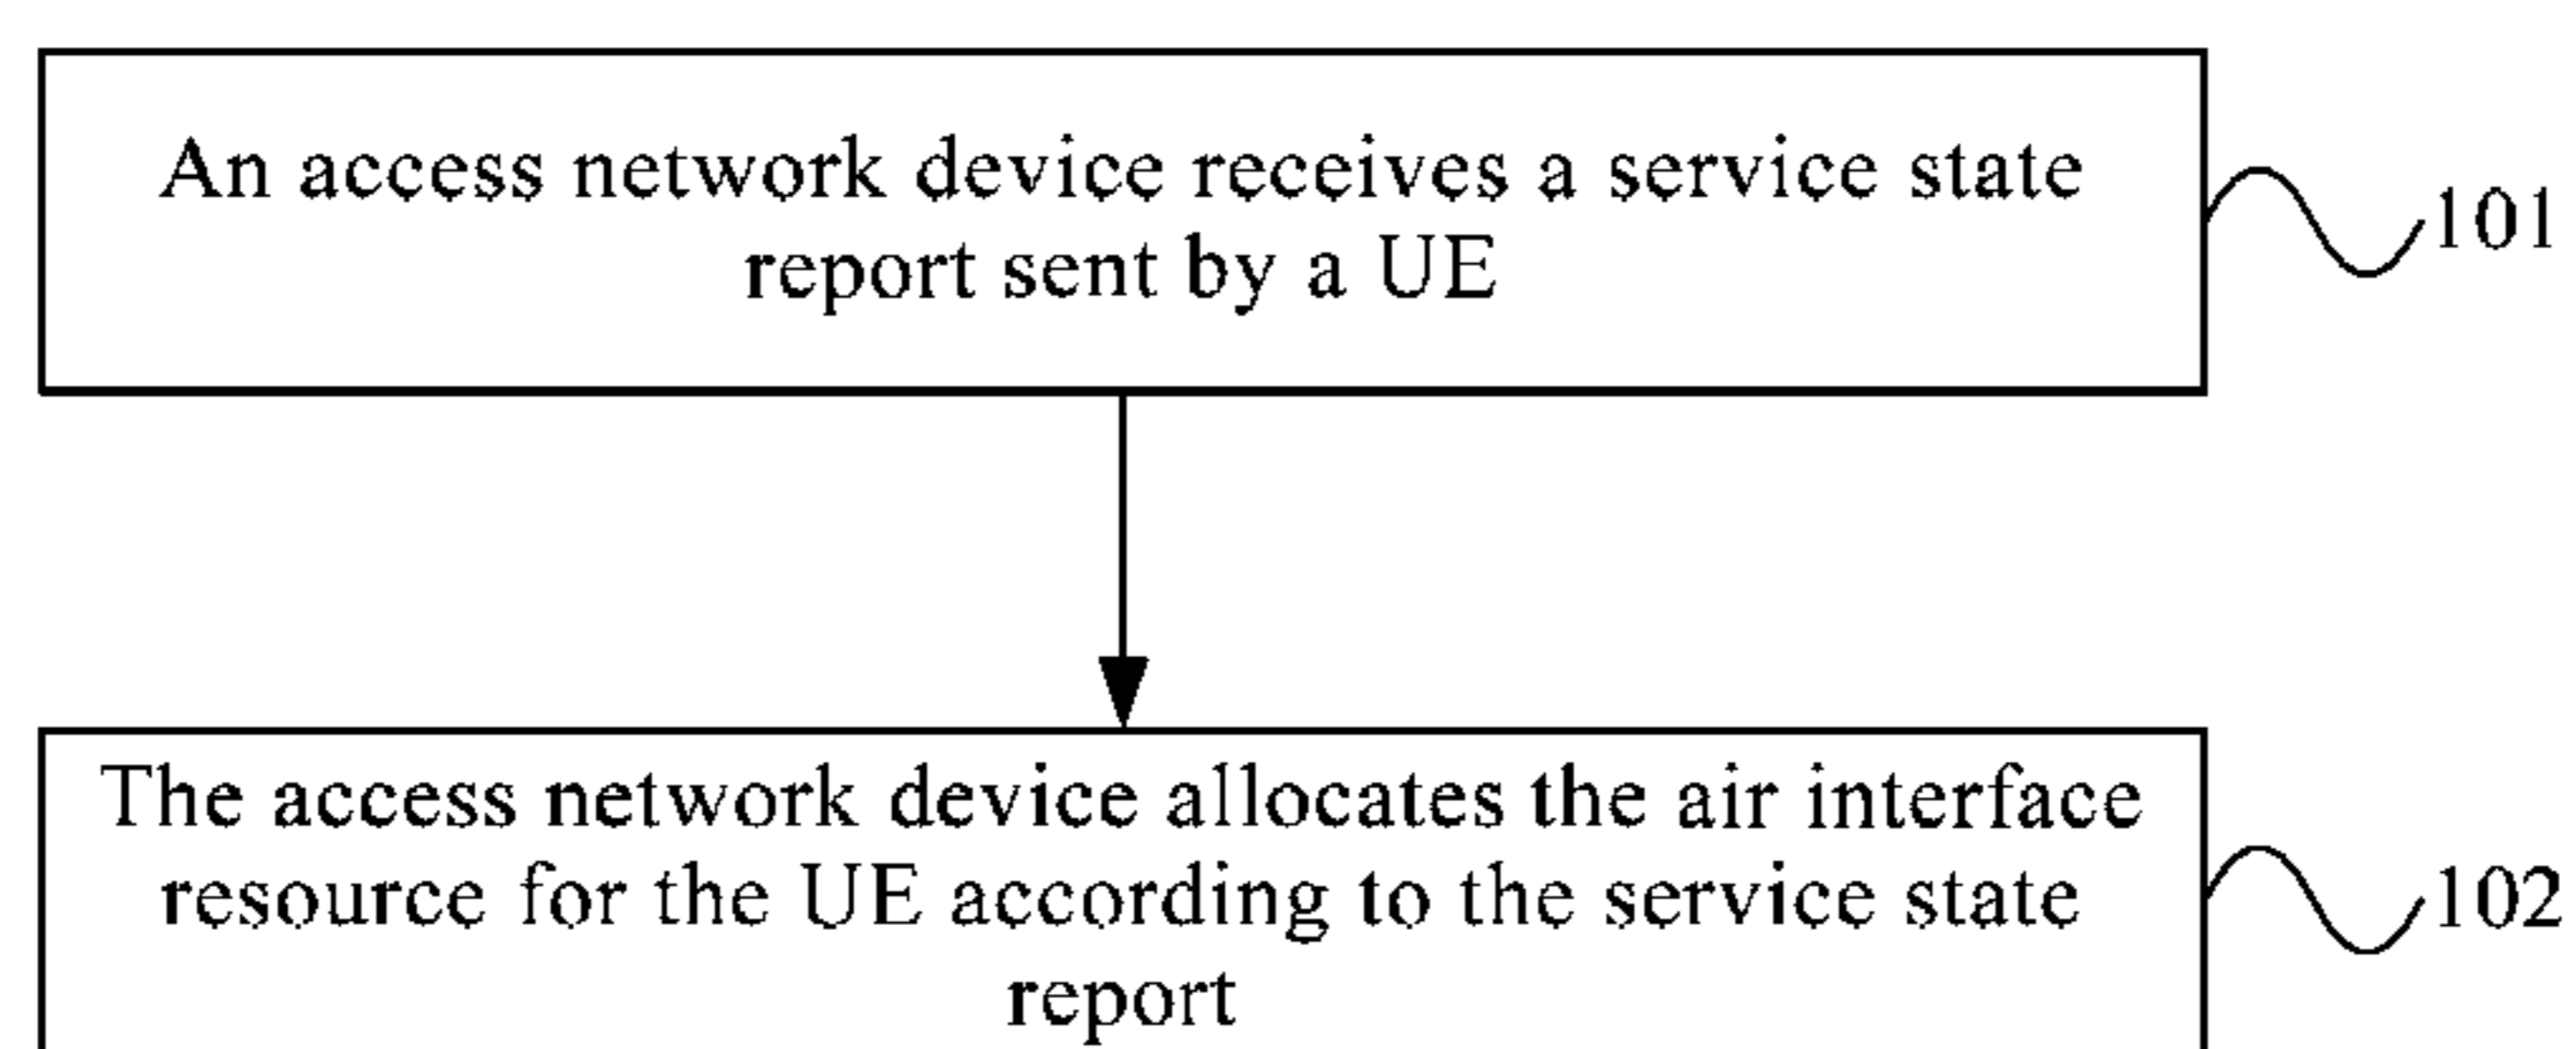 An access network device receives a service state
report sent by a UE
101
The access network device allocates the air interface
resource for the UE according to the service state
report
102